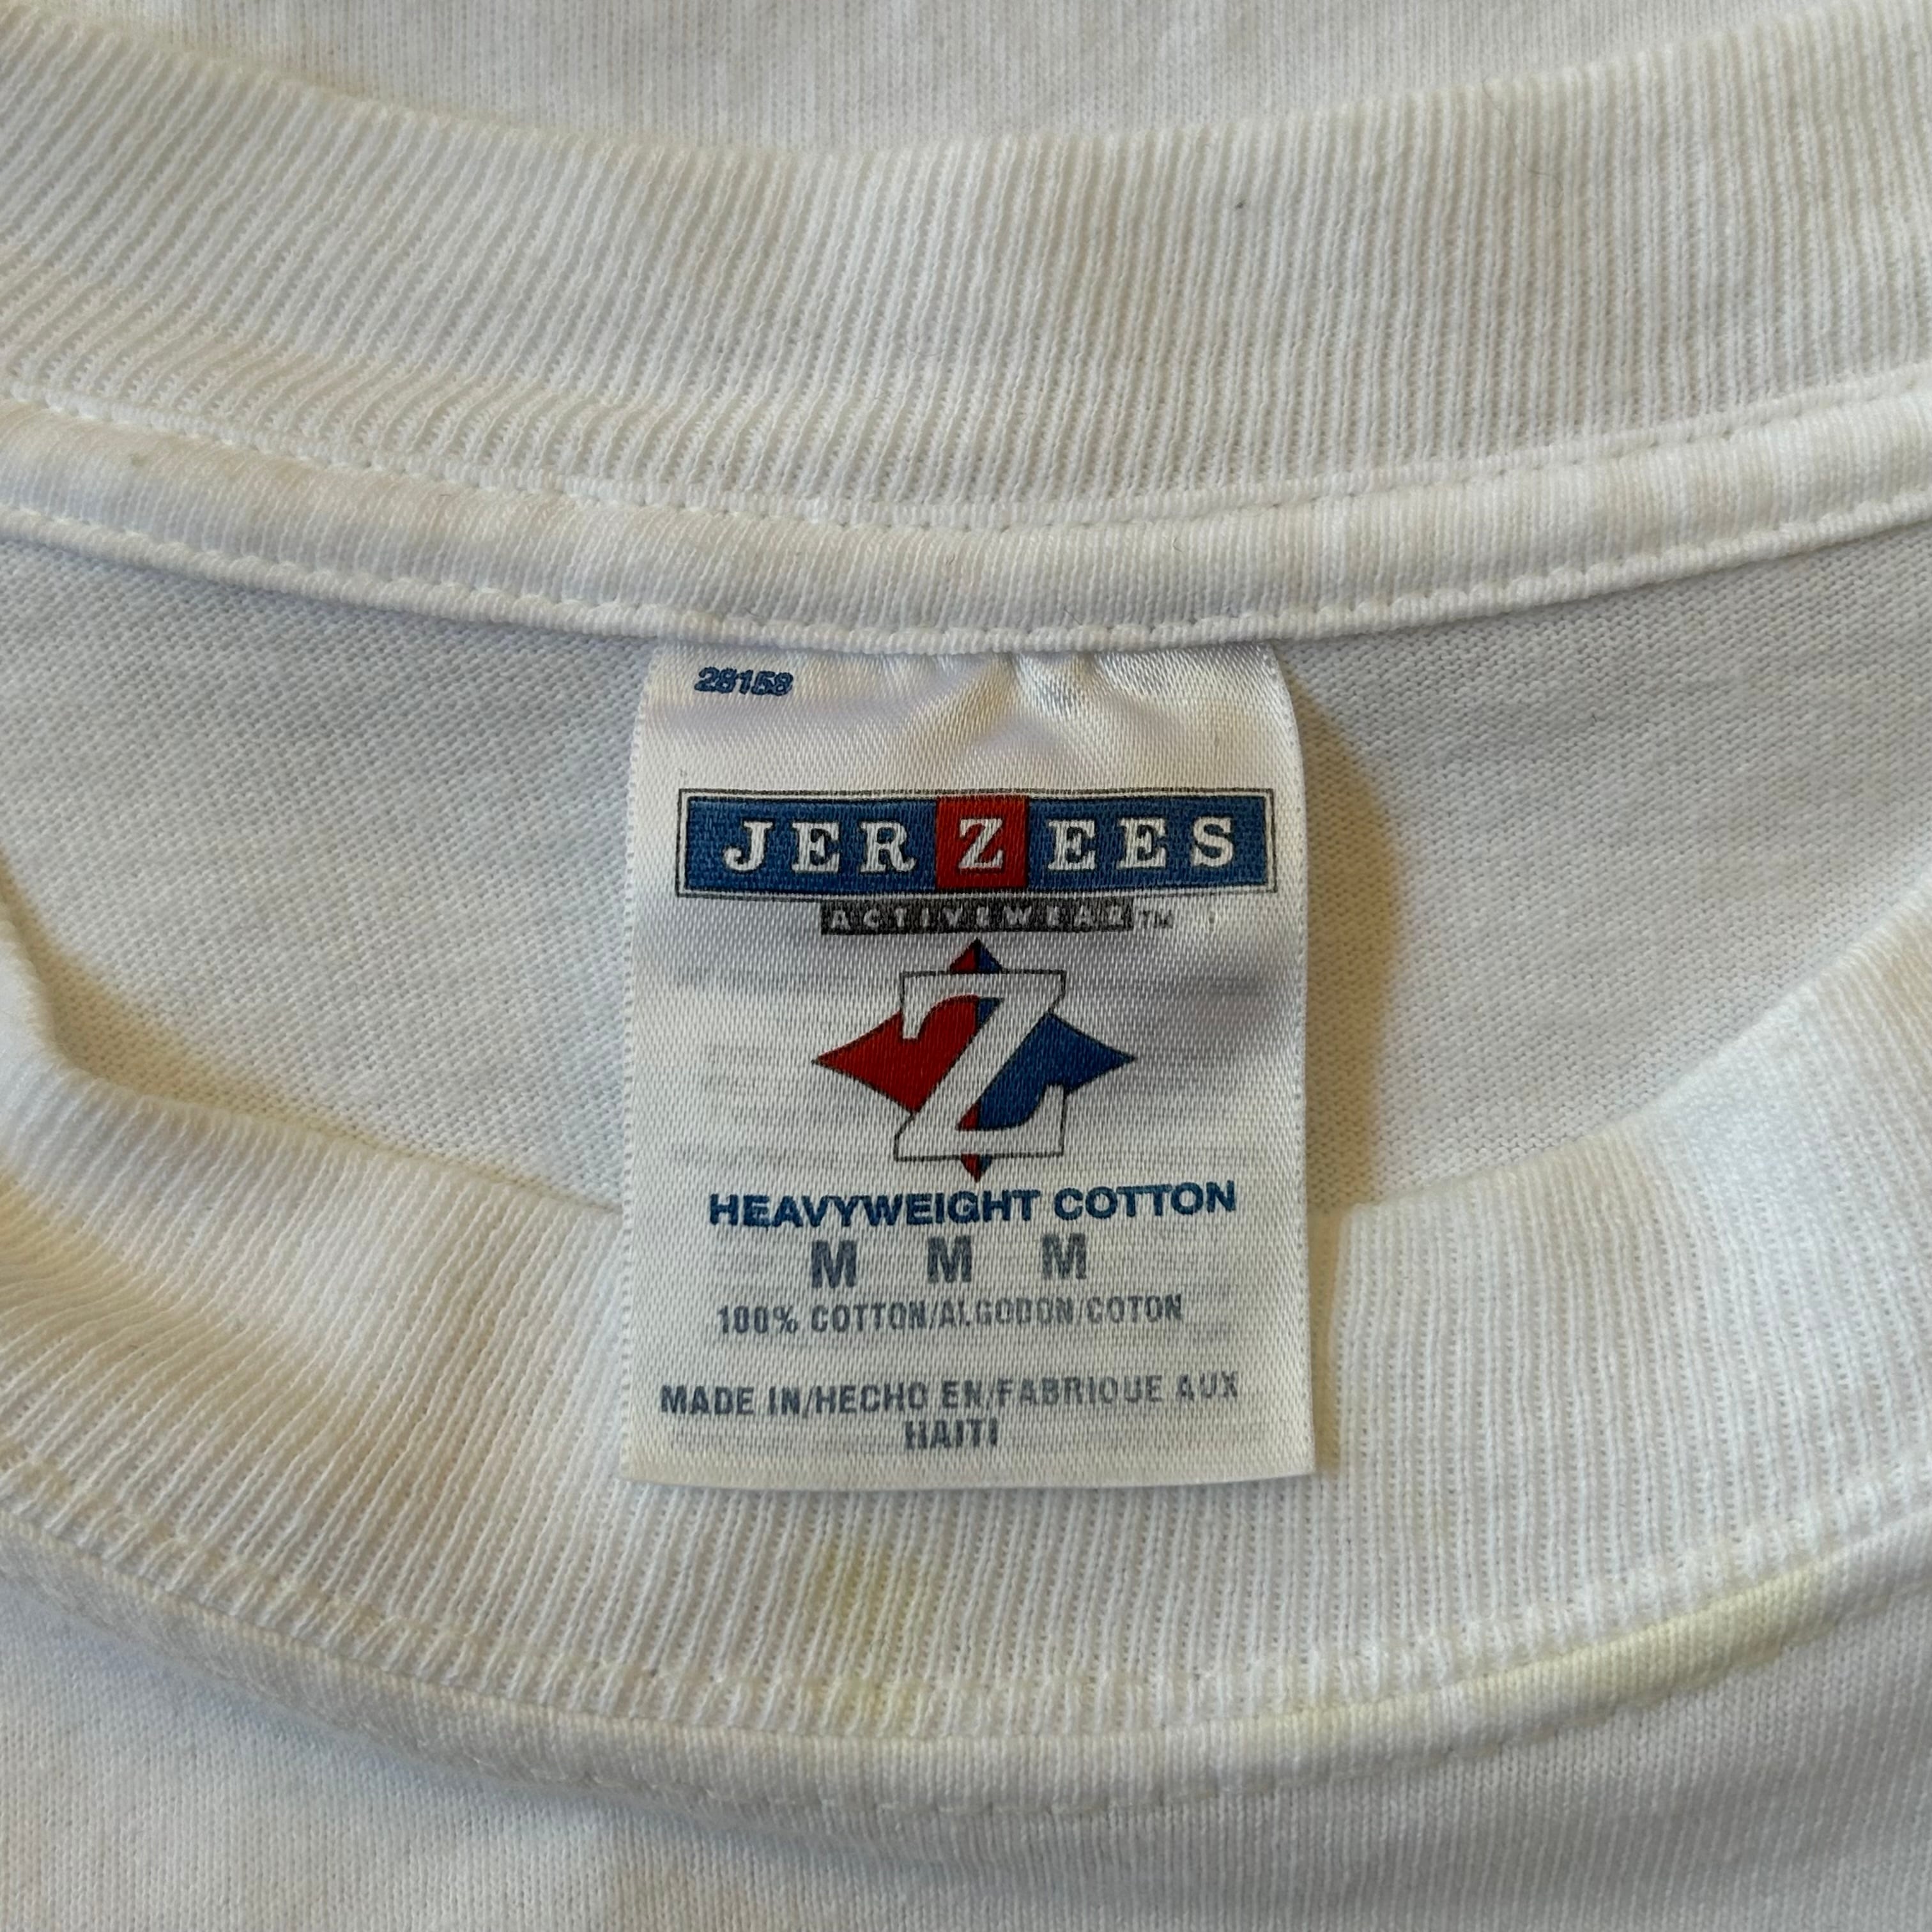 28158
JERZEES
ACTIVEWEAR™
Z
HEAVYWEIGHT COTTON
M M M
100% COTTON/ALGODON/COTON
MADE IN/HECHO EN/FABRIQUE AUX
HAITI